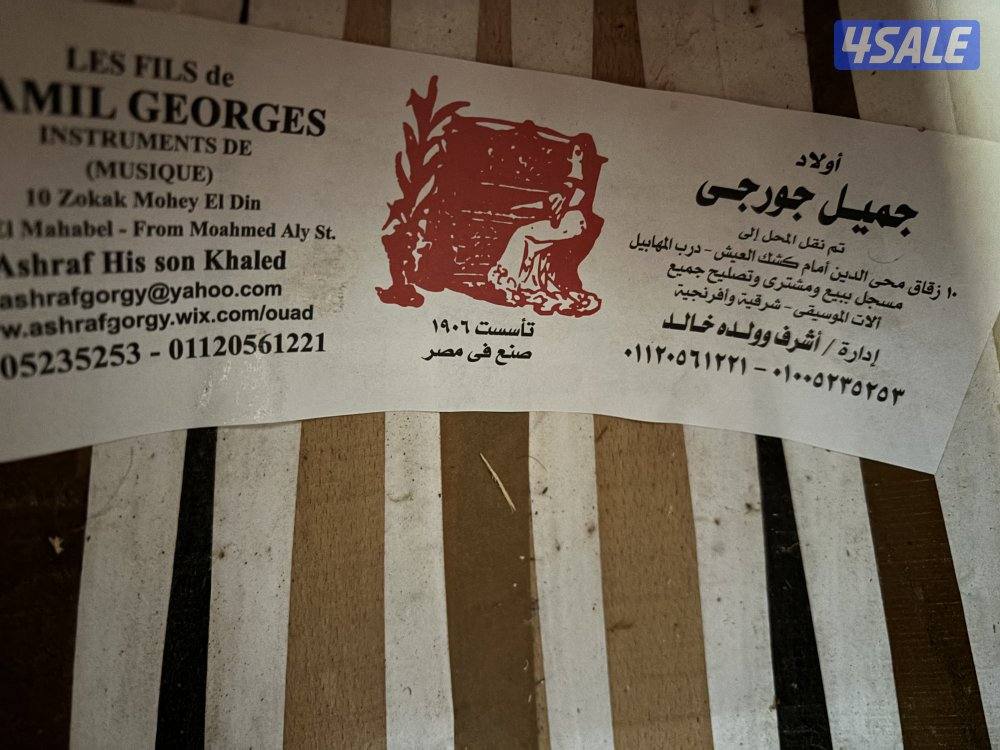 4SALE
LES FILS de
AMIL GEORGES
INSTRUMENTS DE
(MUSIQUE)
10 Zokak Mohey El Din
El Mahabel - From Moahmed Aly St.
Ashraf His son Khaled
ashrafgorgy@yahoo.com
w.ashrafgorgy.wix.com/ouad
05235253 - 01120561221
تأسست ١٩٠٦
صنع فى مصر
أولاد
جميل جورجى
تم نقل المحل إلى
١٠ زقاق محى الدين أمام كشك العيش - درب المهابيل
مسجل ببيع ومشترى وتصليح جميع
آلات الموسيقى - شرقية وأفرنجية
إدارة / أشرف وولده خالد
٠١١٢٠٥٦١٢٢١ - ٠١٠٠٥٢٣٥٢٥٣